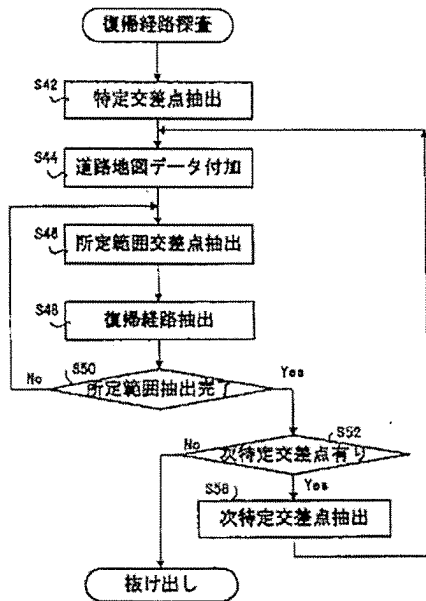 復帰経路探査
S42
特定交差点抽出
S44
道路地図データ付加
S46
所定範囲交差点抽出
S48
復帰経路抽出
S50
No
Yes
所定範囲抽出完了
S52
No
次特定交差点有り
Yes
S56
次特定交差点抽出
抜け出し